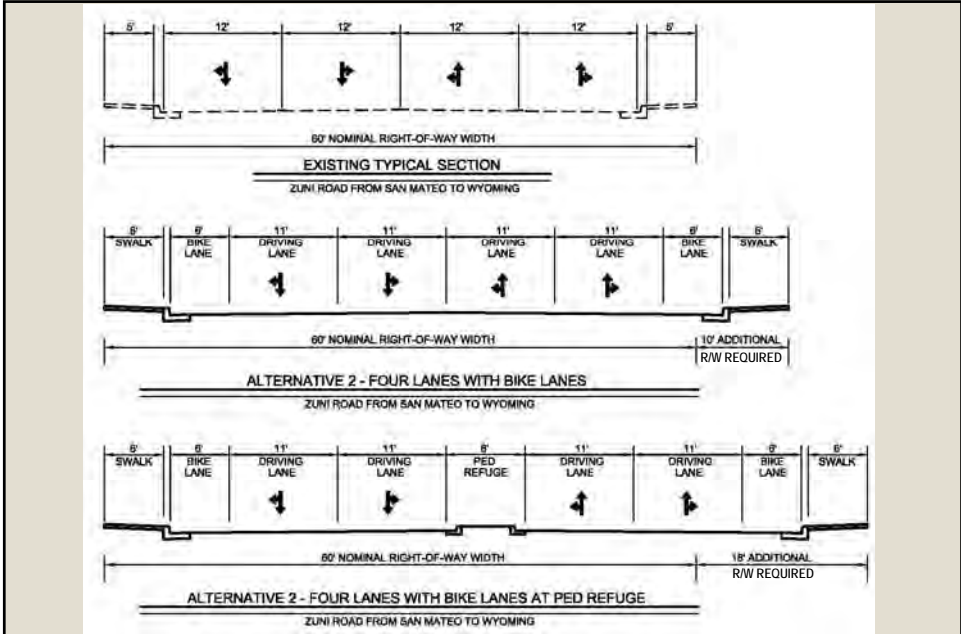 5' 12' 12' 12' 12' 5'
60' NOMINAL RIGHT-OF-WAY WIDTH
EXISTING TYPICAL SECTION
ZUNI ROAD FROM SAN MATEO TO WYOMING
6' 6' 11' 11' 11' 11' 6' 6'
SWALK BIKE DRIVING DRIVING DRIVING DRIVING BIKE SWALK
LANE LANE LANE LANE LANE LANE
60' NOMINAL RIGHT-OF-WAY WIDTH 10' ADDITIONAL
R/W REQUIRED
ALTERNATIVE 2 - FOUR LANES WITH BIKE LANES
ZUNI ROAD FROM SAN MATEO TO WYOMING
6' 6' 11' 11' 6' 11' 11' 6' 6'
SWALK BIKE DRIVING DRIVING PED DRIVING DRIVING BIKE SWALK
LANE LANE LANE REFUGE LANE LANE LANE
60' NOMINAL RIGHT-OF-WAY WIDTH 18' ADDITIONAL
R/W REQUIRED
ALTERNATIVE 2 - FOUR LANES WITH BIKE LANES AT PED REFUGE
ZUNI ROAD FROM SAN MATEO TO WYOMING